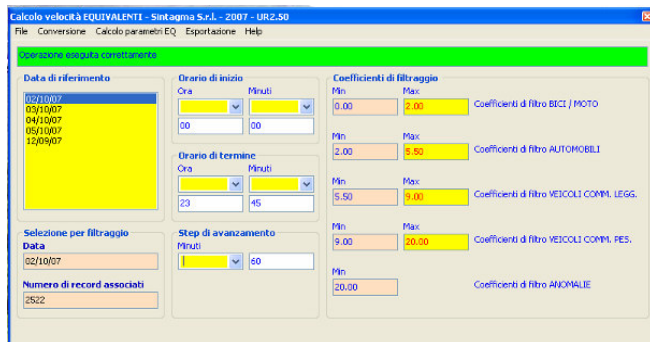 Calcolo velocità EQUIVALENTI - Sintagma S.r.l. - 2007 - UR2.50
File Conversione Calcolo parametri EQ Esportazione Help
Operazione eseguita correttamente
Data di riferimento
02/10/07
03/10/07
04/10/07
05/10/07
12/09/07
Selezione per filtraggio
Data
02/10/07
Numero di record associati
2522
Orario di inizio
Ora Minuti
00 00
Orario di termine
Ora Minuti
23 45
Step di avanzamento
Minuti
60
Coefficienti di filtraggio
Min Max
0.00 2.00 Coefficienti di filtro BICI / MOTO
Min Max
2.00 5.50 Coefficienti di filtro AUTOMOBILI
Min Max
5.50 9.00 Coefficienti di filtro VEICOLI COMM. LEGG.
Min Max
9.00 20.00 Coefficienti di filtro VEICOLI COMM. PES.
Min
20.00 Coefficienti di filtro ANOMALIE